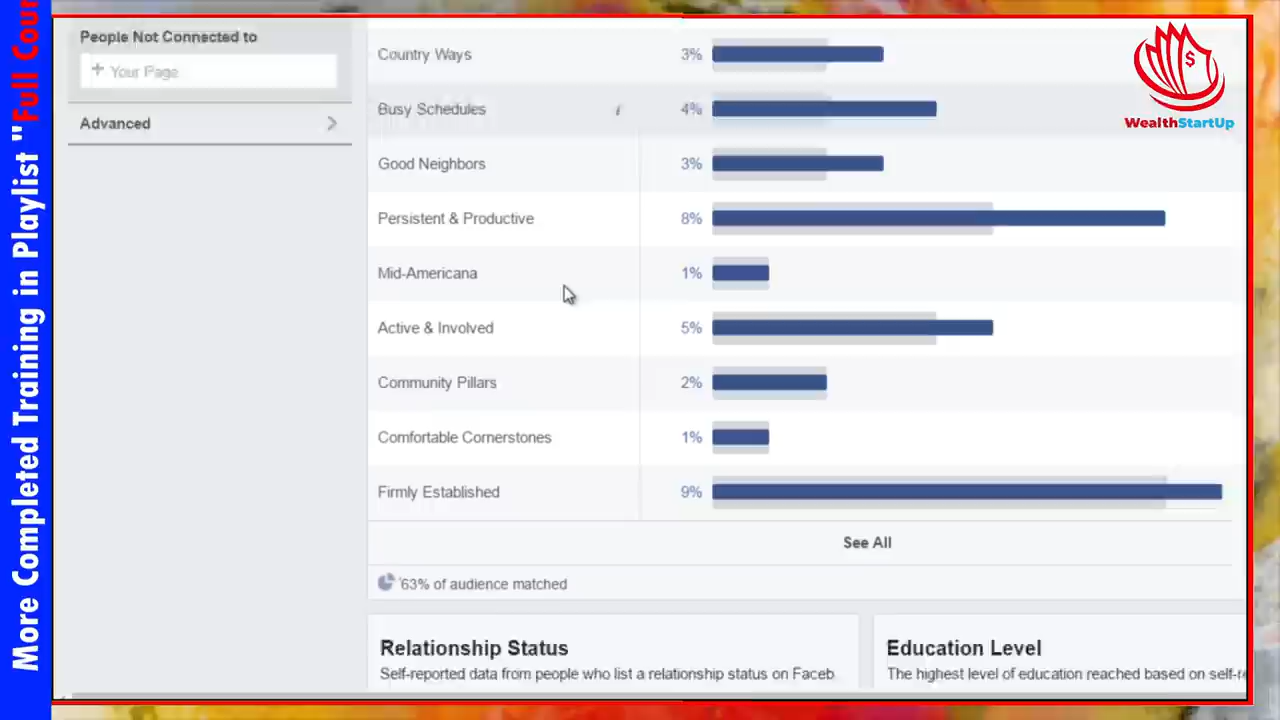 More Completed Training in Playlist "Full Cour
People Not Connected to
+ Your Page
Advanced
Country Ways 3%
Busy Schedules i 4%
Good Neighbors 3%
Persistent & Productive 8%
Mid-Americana 1%
Active & Involved 5%
Community Pillars 2%
Comfortable Cornerstones 1%
Firmly Established 9%
See All
63% of audience matched
Relationship Status
Self-reported data from people who list a relationship status on Faceb
Education Level
The highest level of education reached based on self-re
$
WealthStartUp